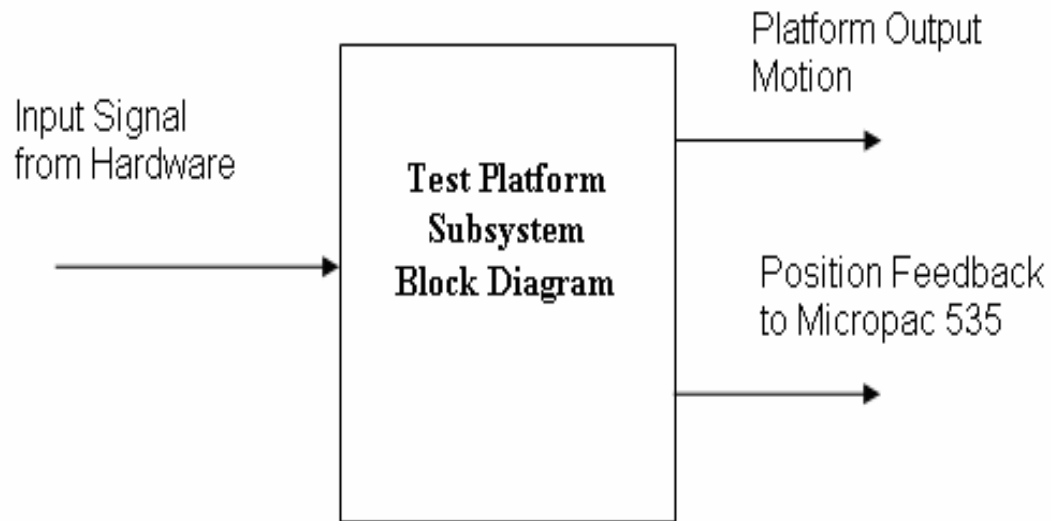 Input Signal
from Hardware
Test Platform
Subsystem
Block Diagram
Platform Output
Motion
Position Feedback
to Micropac 535